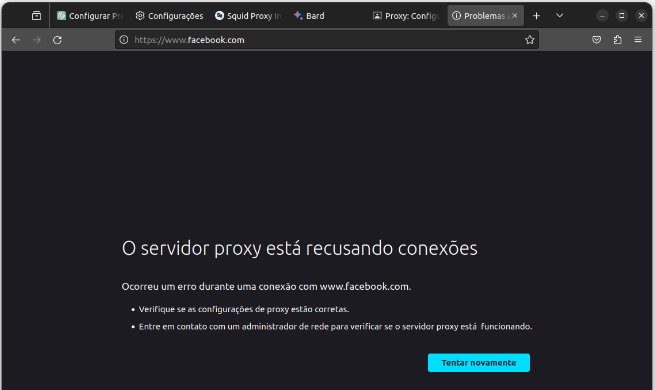 Configurar Pr
Configurações
Squid Proxy In
Bard
Proxy: Config
Problemas
https://www.facebook.com
O servidor proxy está recusando conexões
Ocorreu um erro durante uma conexão com www.facebook.com.
• Verifique se as configurações de proxy estão corretas.
• Entre em contato com um administrador de rede para verificar se o servidor proxy está funcionando.
Tentar novamente